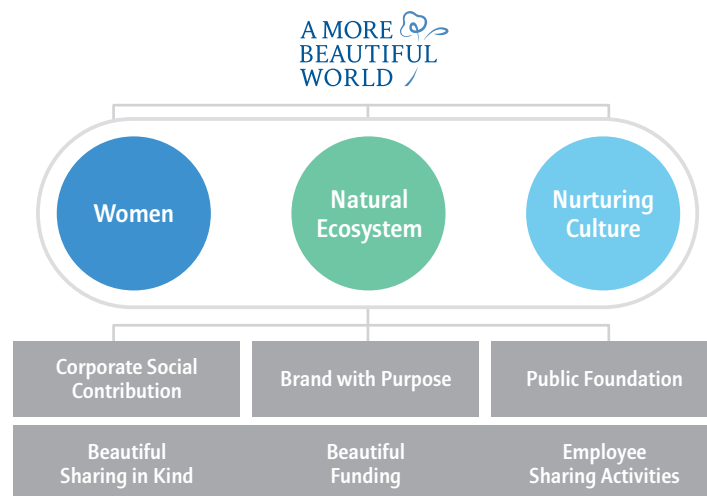 A MORE
BEAUTIFUL
WORLD
Women
Natural
Ecosystem
Nurturing
Culture
Corporate Social
Contribution
Brand with Purpose
Public Foundation
Beautiful
Sharing in Kind
Beautiful
Funding
Employee
Sharing Activities